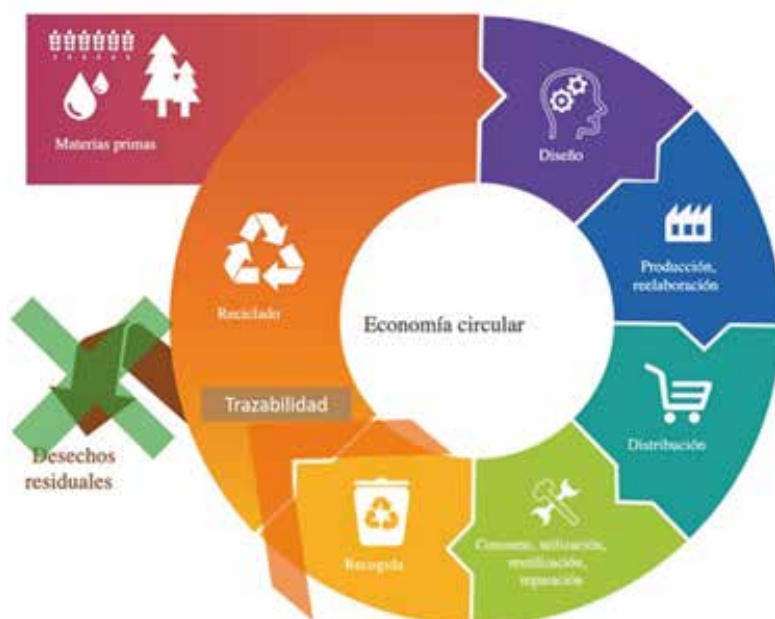 Materias primas
Diseño
Producción,
reelaboración
Distribución
Consumo, utilización,
reutilización,
reparación
Recogida
Reciclado
Trazabilidad
Desechos
residuales
Economía circular